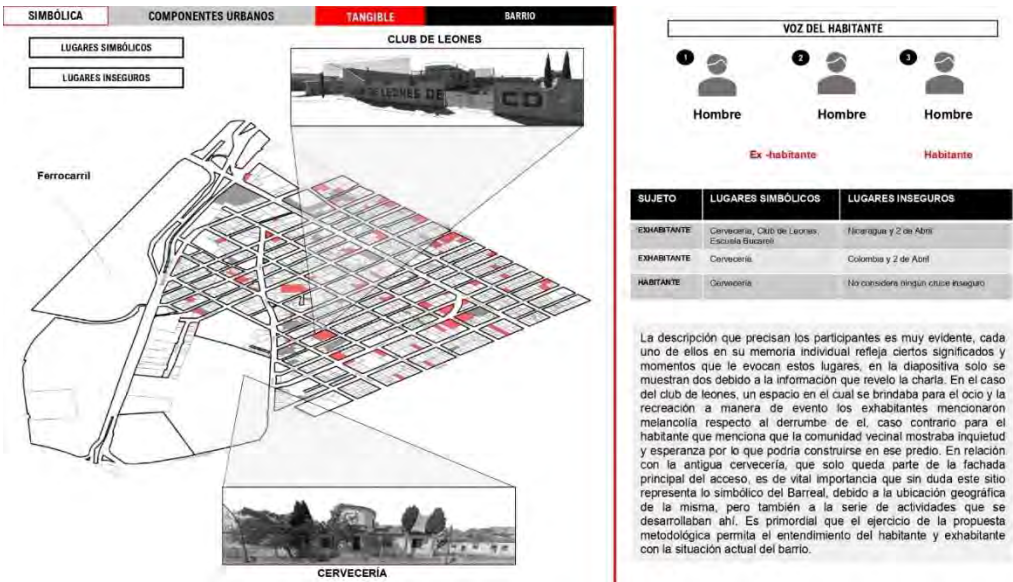 SIMBÓLICA
COMPONENTES URBANOS
TANGIBLE
BARRIO
LUGARES SIMBÓLICOS
LUGARES INSEGUROS
CLUB DE LEONES
DE LEONES DE CD
Ferrocarril
CERVECERÍA
VOZ DEL HABITANTE
1
2
3
Hombre
Hombre
Hombre
Ex -habitante
Habitante
SUJETO LUGARES SIMBÓLICOS LUGARES INSEGUROS
EXHABITANTE Cervecería, Club de Leones, Nicaragua y 2 de Abril
Escuela Bucareli
EXHABITANTE Cervecería Colombia y 2 de Abril
HABITANTE Cervecería No considera ningún cruce inseguro
La descripción que precisan los participantes es muy evidente, cada
uno de ellos en su memoria individual refleja ciertos significados y
momentos que le evocan estos lugares, en la diapositiva solo se
muestran dos debido a la información que revelo la charla. En el caso
del club de leones, un espacio en el cual se brindaba para el ocio y la
recreación a manera de evento los exhabitantes mencionaron
melancolía respecto al derrumbe de el, caso contrario para el
habitante que menciona que la comunidad vecinal mostraba inquietud
y esperanza por lo que podría construirse en ese predio. En relación
con la antigua cervecería, que solo queda parte de la fachada
principal del acceso, es de vital importancia que sin duda este sitio
representa lo simbólico del Barreal, debido a la ubicación geográfica
de la misma, pero también a la serie de actividades que se
desarrollaban ahí. Es primordial que el ejercicio de la propuesta
metodológica permita el entendimiento del habitante y exhabitante
con la situación actual del barrio.